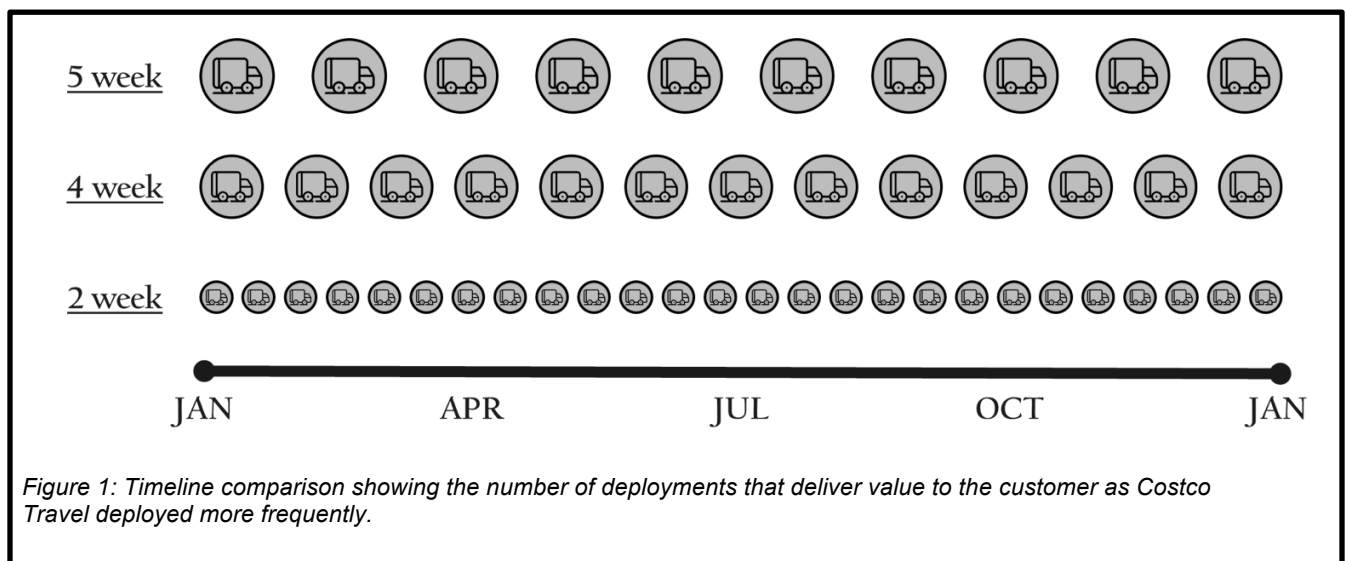 5 week
4 week
2 week
JAN APR JUL OCT JAN
Figure 1: Timeline comparison showing the number of deployments that deliver value to the customer as Costco
Travel deployed more frequently.